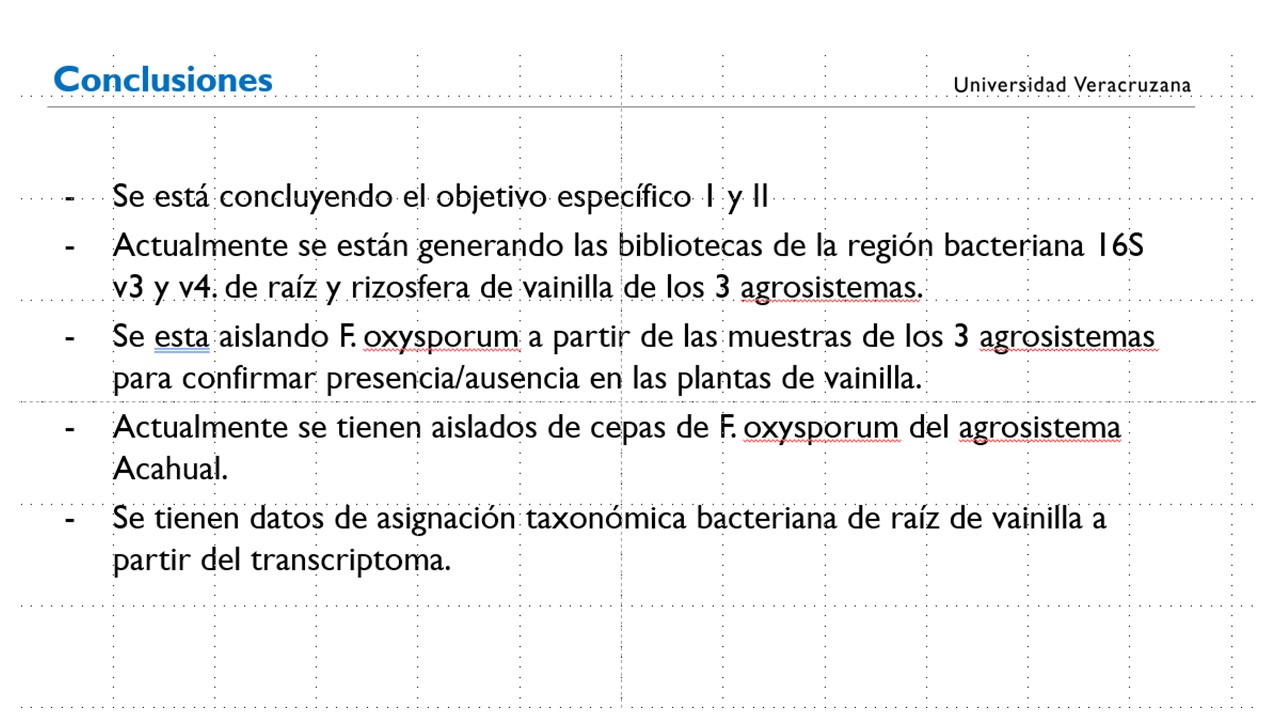 Conclusiones
Universidad Veracruzana
- Se está concluyendo el objetivo específico I y II
- Actualmente se están generando las bibliotecas de la región bacteriana 16S
v3 y v4. de raíz y rizosfera de vainilla de los 3 agrosistemas.
- Se esta aislando F. oxysporum a partir de las muestras de los 3 agrosistemas
para confirmar presencia/ausencia en las plantas de vainilla.
- Actualmente se tienen aislados de cepas de F. oxysporum del agrosistema
Acahual.
- Se tienen datos de asignación taxonómica bacteriana de raíz de vainilla a
partir del transcriptoma.